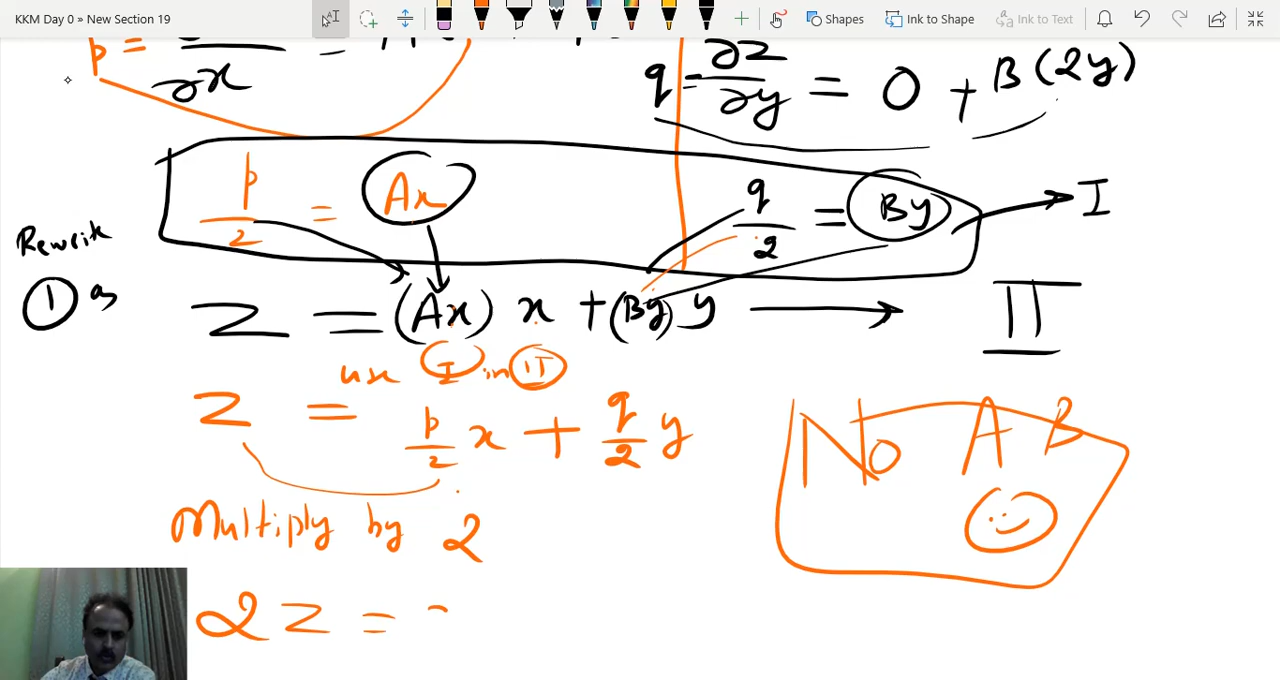 KKM Day 0 » New Section 19
Shapes Ink to Shape Ink to Text
p = ∂x =
q = ∂z/∂y = 0 + B(2y)
p/2 = Ax q/2 = By → I
Rewrite
① as z = (Ax) x + (By) y → II
use I in II
z = p/2 x + q/2 y
No A B
Multiply by 2
2z =